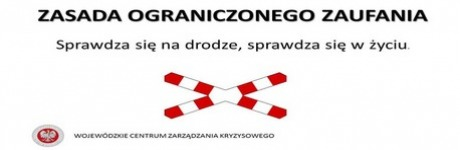 ZASADA OGRANICZONEGO ZAUFANIA
Sprawdza się na drodze, sprawdza się w życiu.
WOJEWÓDZKIE CENTRUM ZARZĄDZANIA KRYZYSOWEGO